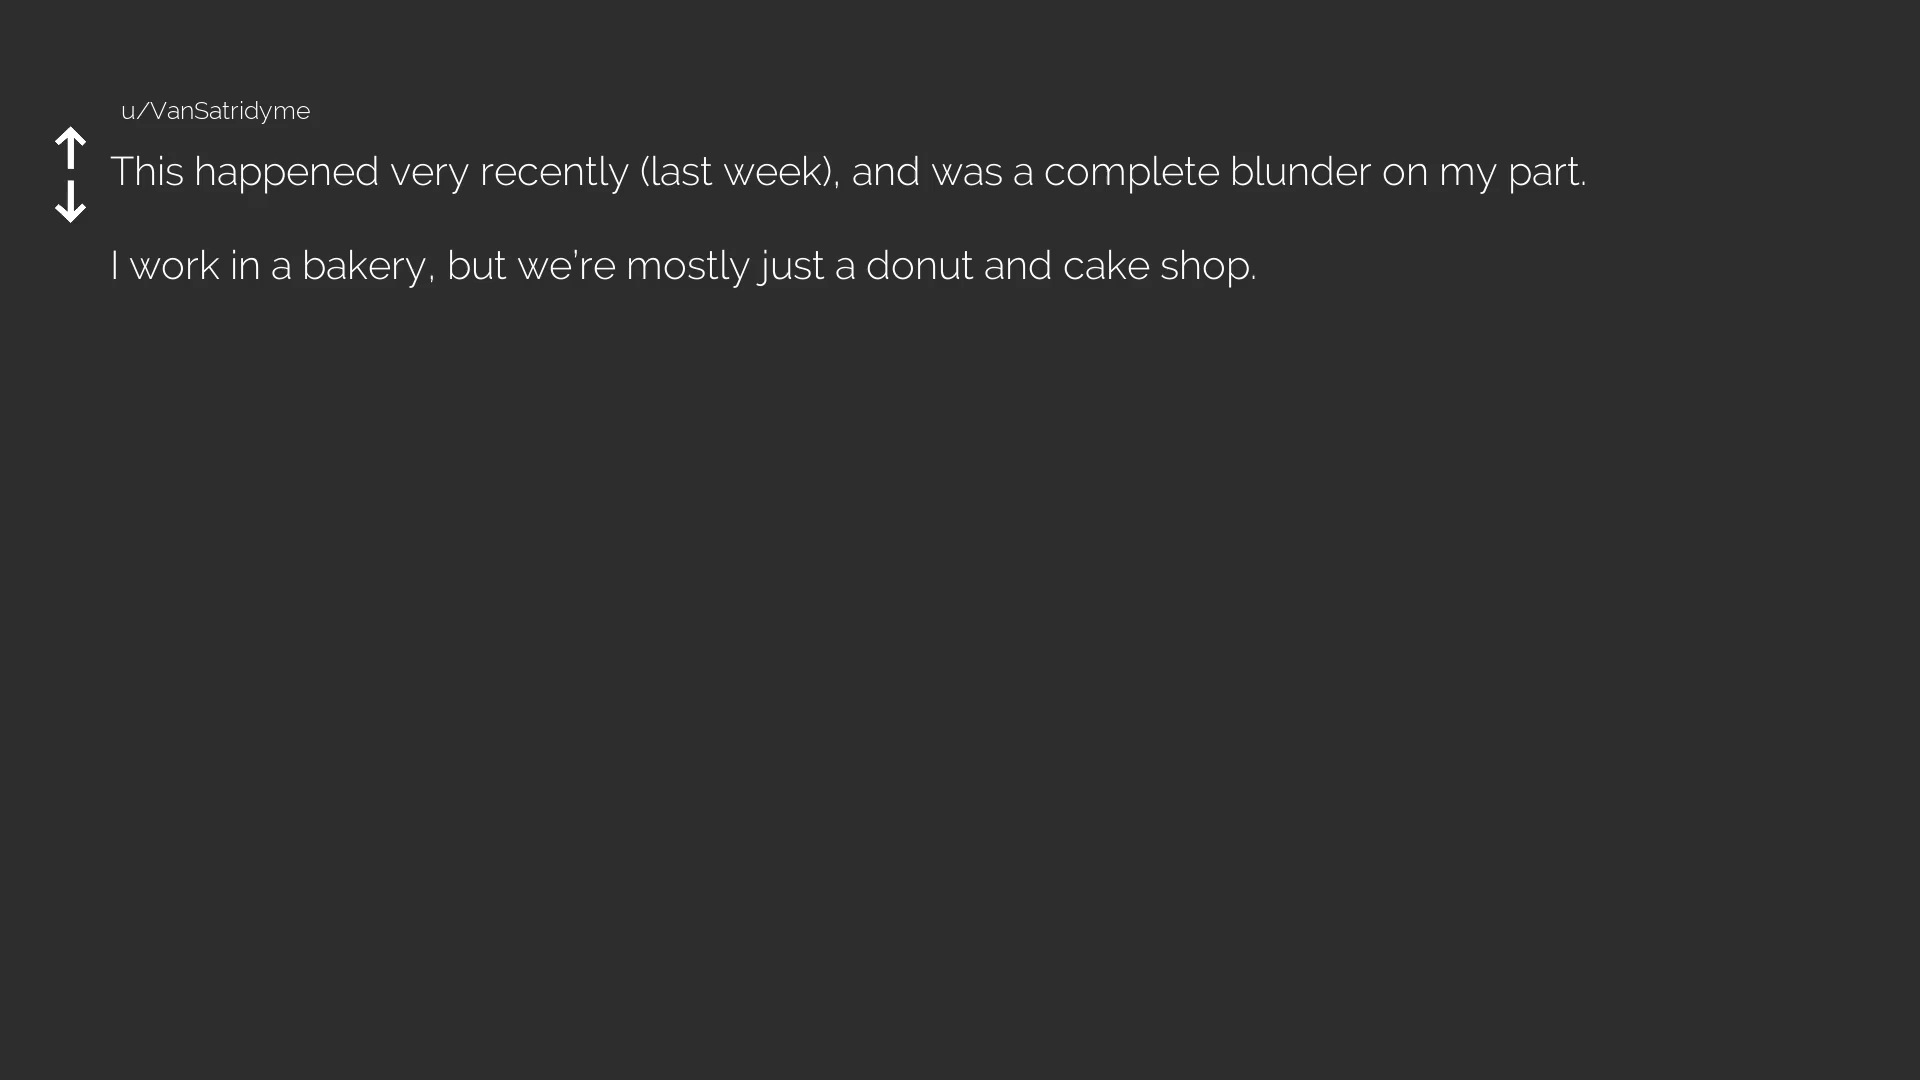 u/VanSatridyme
This happened very recently (last week), and was a complete blunder on my part.
I work in a bakery, but we’re mostly just a donut and cake shop.